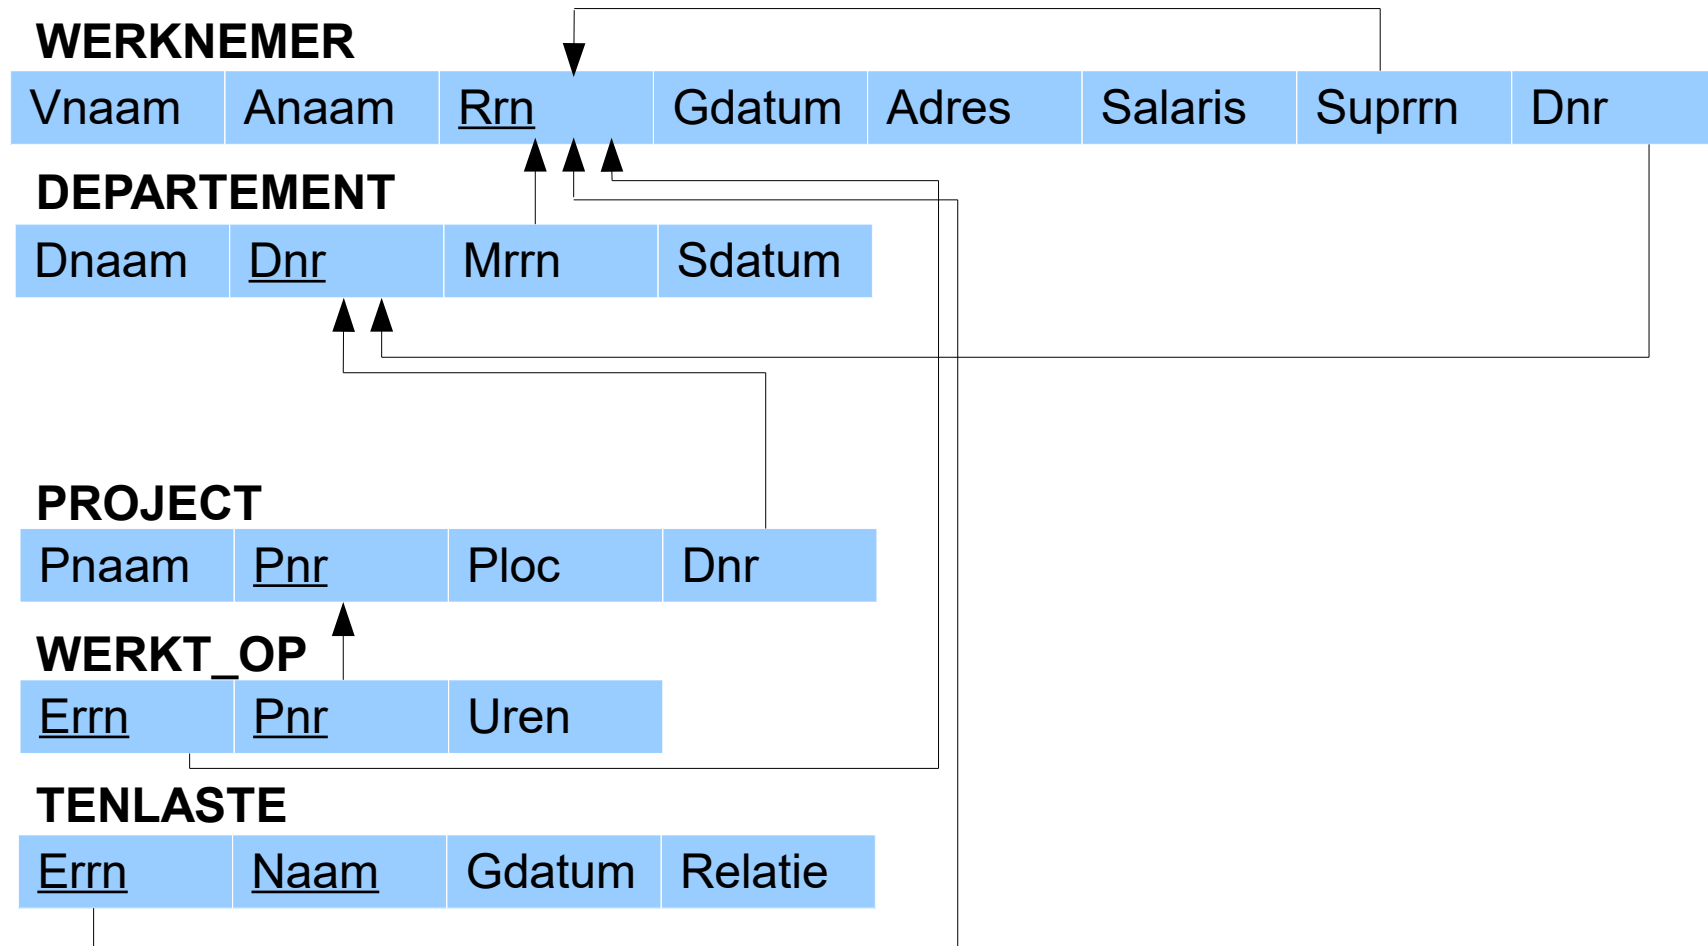 WERKNEMER
Vnaam Anaam Rrn Gdatum Adres Salaris Suprrn Dnr
DEPARTEMENT
Dnaam Dnr Mrrn Sdatum
PROJECT
Pnaam Pnr Ploc Dnr
WERKT_OP
Errn Pnr Uren
TENLASTE
Errn Naam Gdatum Relatie